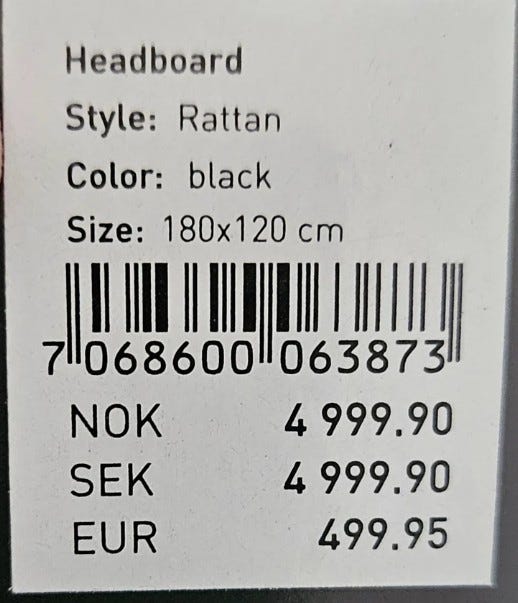 Headboard
Style: Rattan
Color: black
Size: 180x120 cm
7 068600 063873
NOK 4 999.90
SEK 4 999.90
EUR 499.95